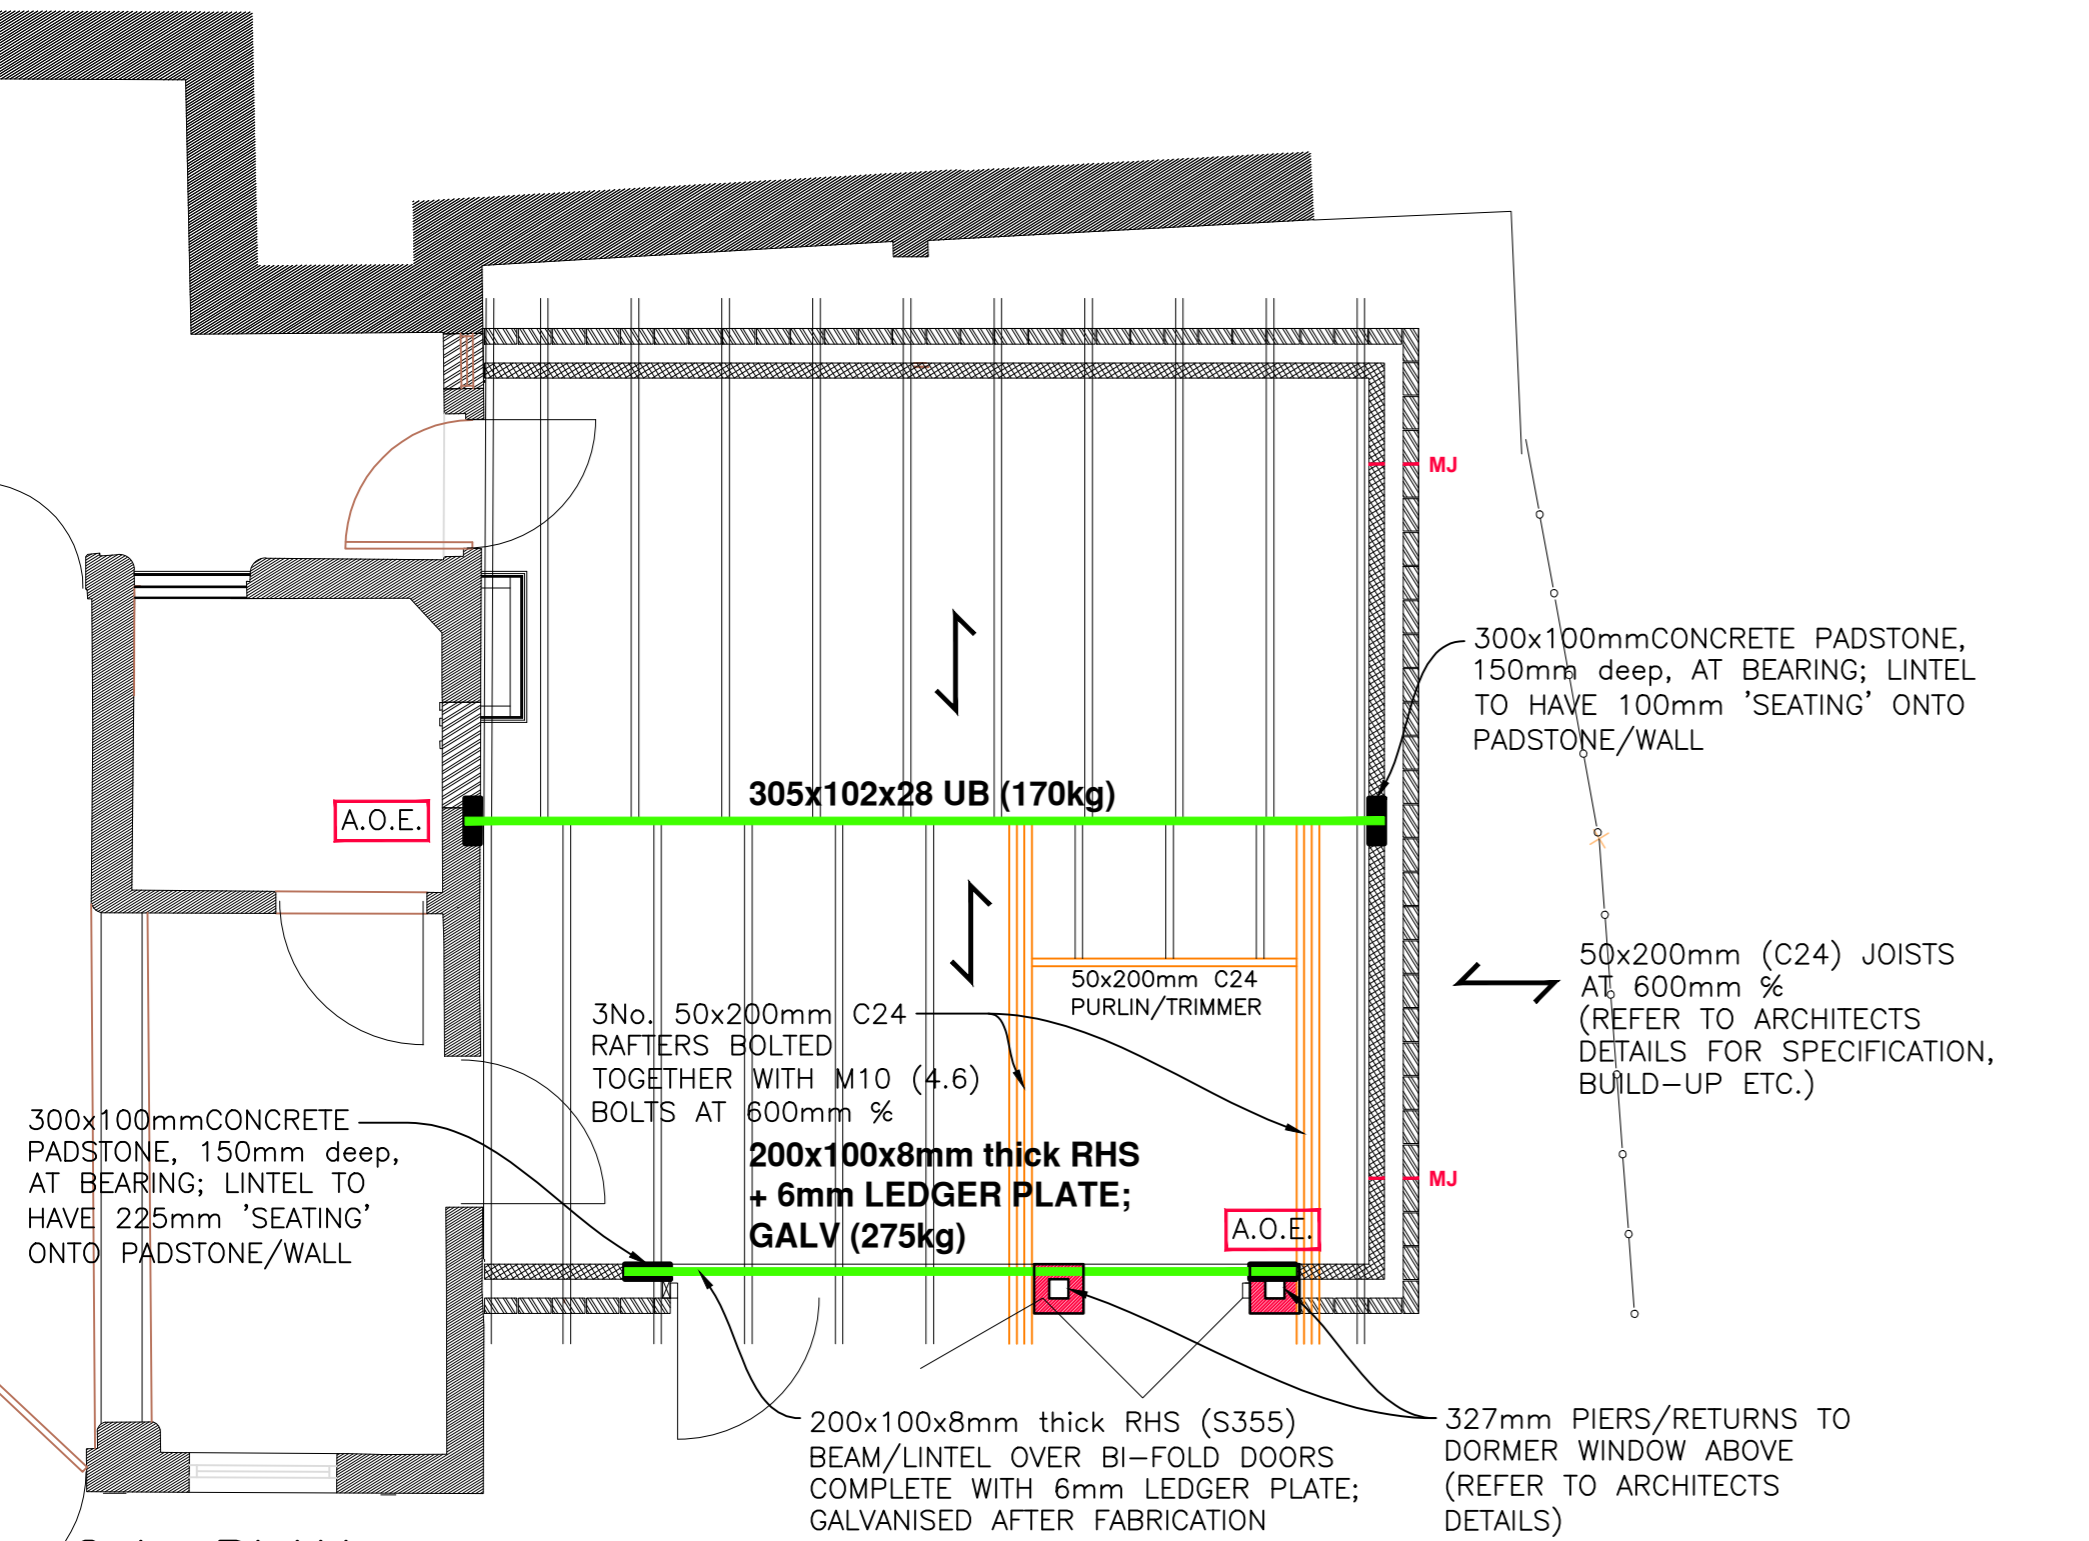 MJ
300x100mmCONCRETE PADSTONE,
150mm deep, AT BEARING; LINTEL
TO HAVE 100mm 'SEATING' ONTO
PADSTONE/WALL
305x102x28 UB (170kg)
A.O.E.
50x200mm (C24) JOISTS
AT 600mm ℅
(REFER TO ARCHITECTS
DETAILS FOR SPECIFICATION,
BUILD-UP ETC.)
50x200mm C24
PURLIN/TRIMMER
3No. 50x200mm C24
RAFTERS BOLTED
TOGETHER WITH M10 (4.6)
BOLTS AT 600mm ℅
300x100mmCONCRETE
PADSTONE, 150mm deep,
AT BEARING; LINTEL TO
HAVE 225mm 'SEATING'
ONTO PADSTONE/WALL
200x100x8mm thick RHS
+ 6mm LEDGER PLATE;
GALV (275kg)
MJ
A.O.E.
200x100x8mm thick RHS (S355)
BEAM/LINTEL OVER BI-FOLD DOORS
COMPLETE WITH 6mm LEDGER PLATE;
GALVANISED AFTER FABRICATION
327mm PIERS/RETURNS TO
DORMER WINDOW ABOVE
(REFER TO ARCHITECTS
DETAILS)